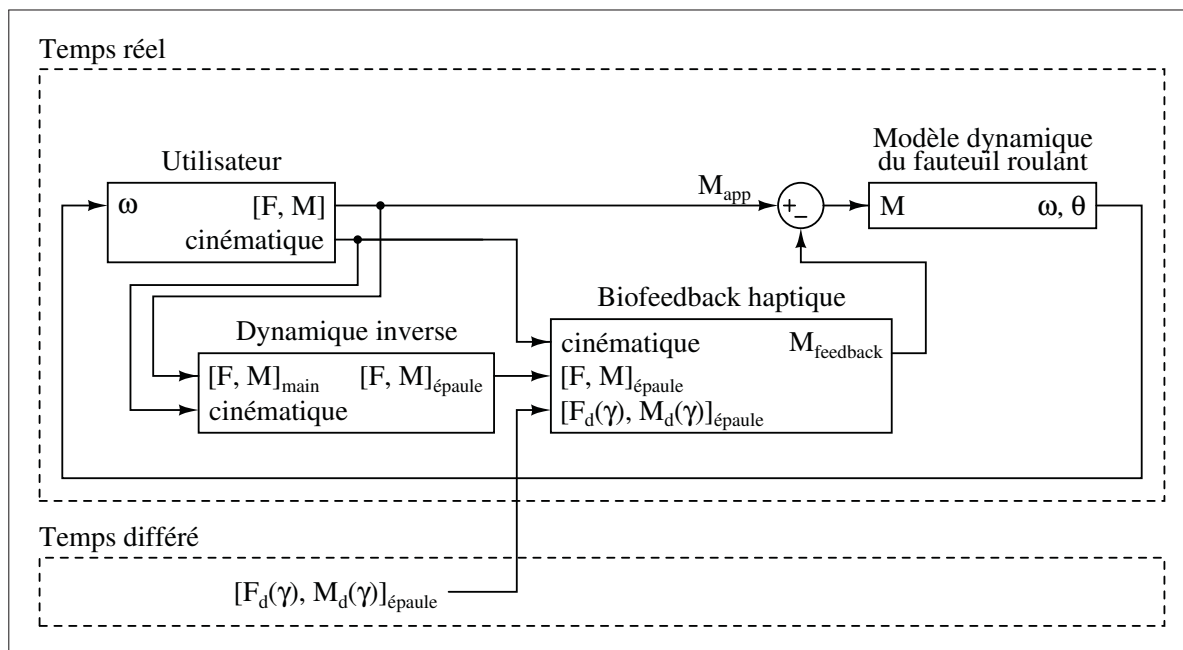 Temps réel
Modèle dynamique
du fauteuil roulant
Utilisateur
M_app
ω [F, M]
+
−
M ω, θ
cinématique
Biofeedback haptique
Dynamique inverse
cinématique M_feedback
[F, M]_main [F, M]_épaule
[F, M]_épaule
cinématique
[F_d(γ), M_d(γ)]_épaule
Temps différé
[F_d(γ), M_d(γ)]_épaule